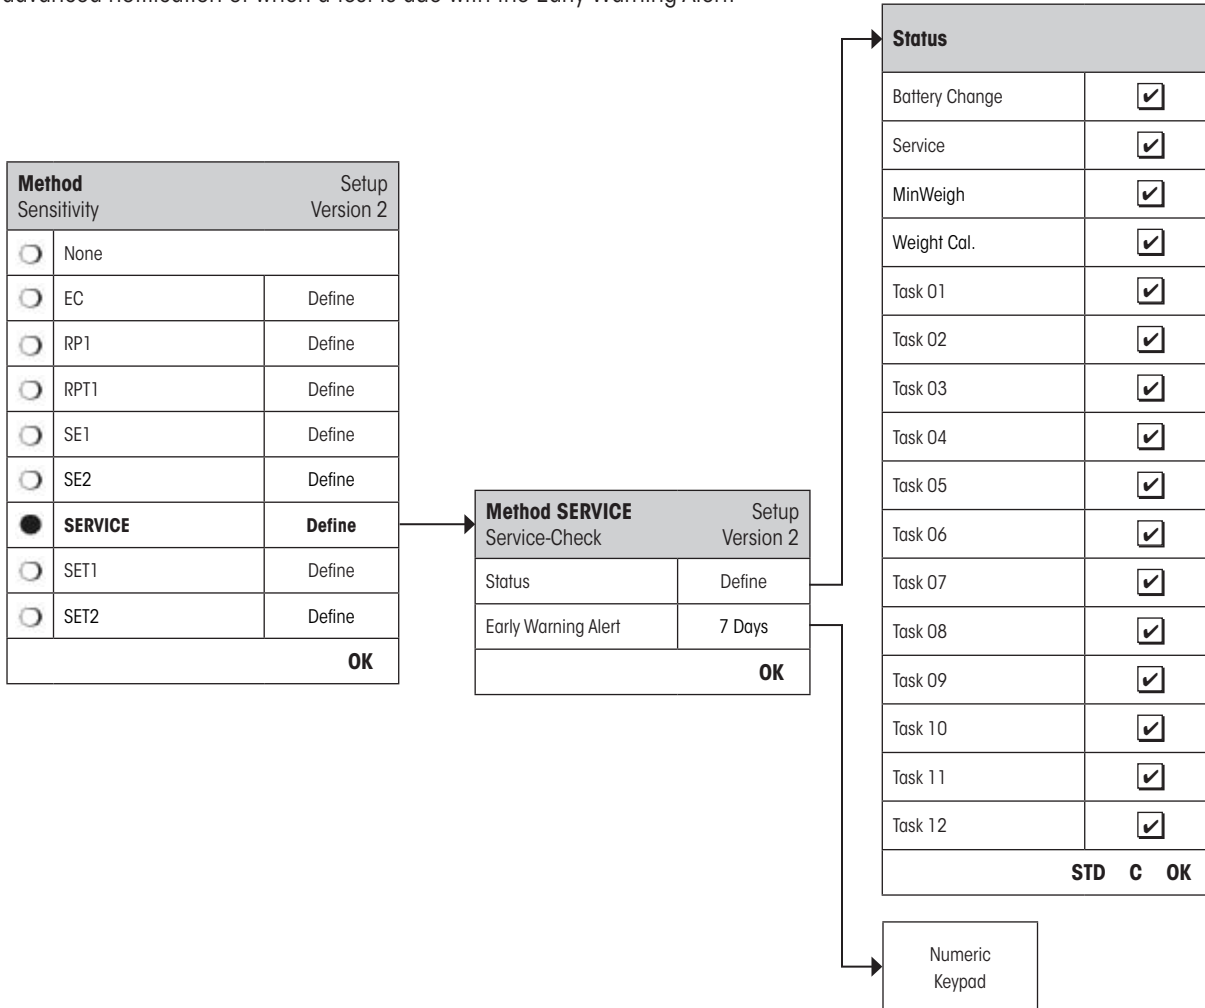 advanced notification of when a test is due with the Early Warning Alert.
Method Setup
Sensitivity Version 2
None
EC Define
RP1 Define
RPT1 Define
SE1 Define
SE2 Define
SERVICE Define
SET1 Define
SET2 Define
OK
Method SERVICE Setup
Service-Check Version 2
Status Define
Early Warning Alert 7 Days
OK
Status
Battery Change
Service
MinWeigh
Weight Cal.
Task 01
Task 02
Task 03
Task 04
Task 05
Task 06
Task 07
Task 08
Task 09
Task 10
Task 11
Task 12
STD C OK
Numeric
Keypad